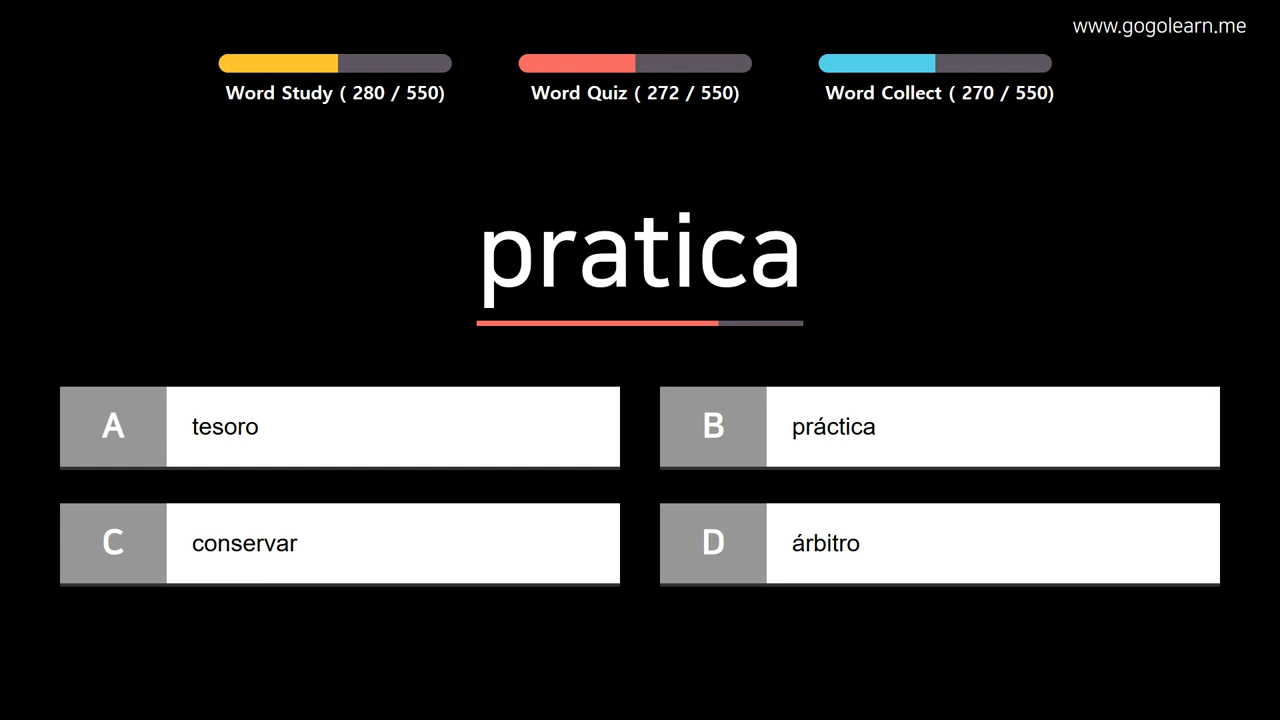 www.gogolearn.me
Word Study ( 280 / 550)
Word Quiz ( 272 / 550)
Word Collect ( 270 / 550)
pratica
A
tesoro
B
práctica
C
conservar
D
árbitro